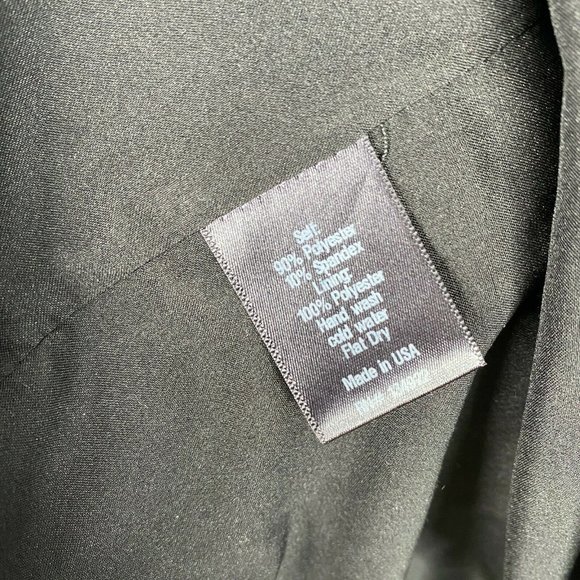 Self:
90% Polyester
10% Spandex
Lining:
100% Polyester
Hand wash
cold water
Flat Dry
Made in USA